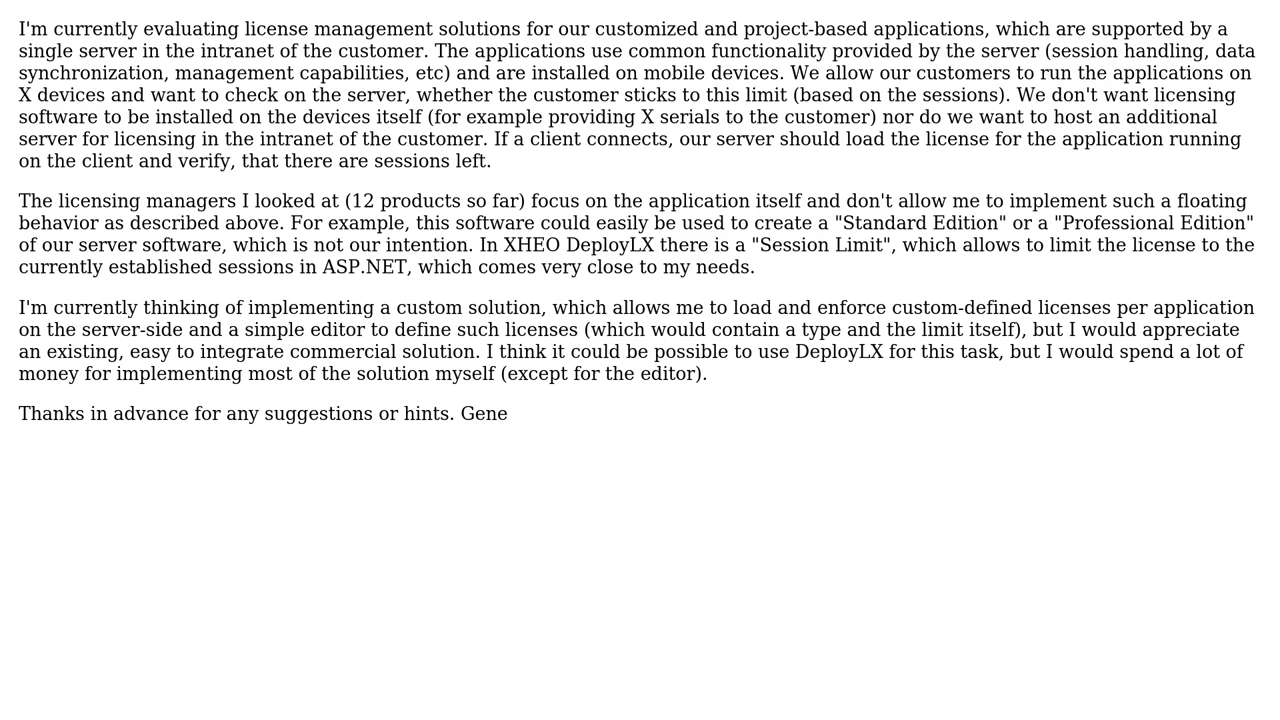 I'm currently evaluating license management solutions for our customized and project-based applications, which are supported by a
single server in the intranet of the customer. The applications use common functionality provided by the server (session handling, data
synchronization, management capabilities, etc) and are installed on mobile devices. We allow our customers to run the applications on
X devices and want to check on the server, whether the customer sticks to this limit (based on the sessions). We don't want licensing
software to be installed on the devices itself (for example providing X serials to the customer) nor do we want to host an additional
server for licensing in the intranet of the customer. If a client connects, our server should load the license for the application running
on the client and verify, that there are sessions left.
The licensing managers I looked at (12 products so far) focus on the application itself and don't allow me to implement such a floating
behavior as described above. For example, this software could easily be used to create a "Standard Edition" or a "Professional Edition"
of our server software, which is not our intention. In XHEO DeployLX there is a "Session Limit", which allows to limit the license to the
currently established sessions in ASP.NET, which comes very close to my needs.
I'm currently thinking of implementing a custom solution, which allows me to load and enforce custom-defined licenses per application
on the server-side and a simple editor to define such licenses (which would contain a type and the limit itself), but I would appreciate
an existing, easy to integrate commercial solution. I think it could be possible to use DeployLX for this task, but I would spend a lot of
money for implementing most of the solution myself (except for the editor).
Thanks in advance for any suggestions or hints. Gene